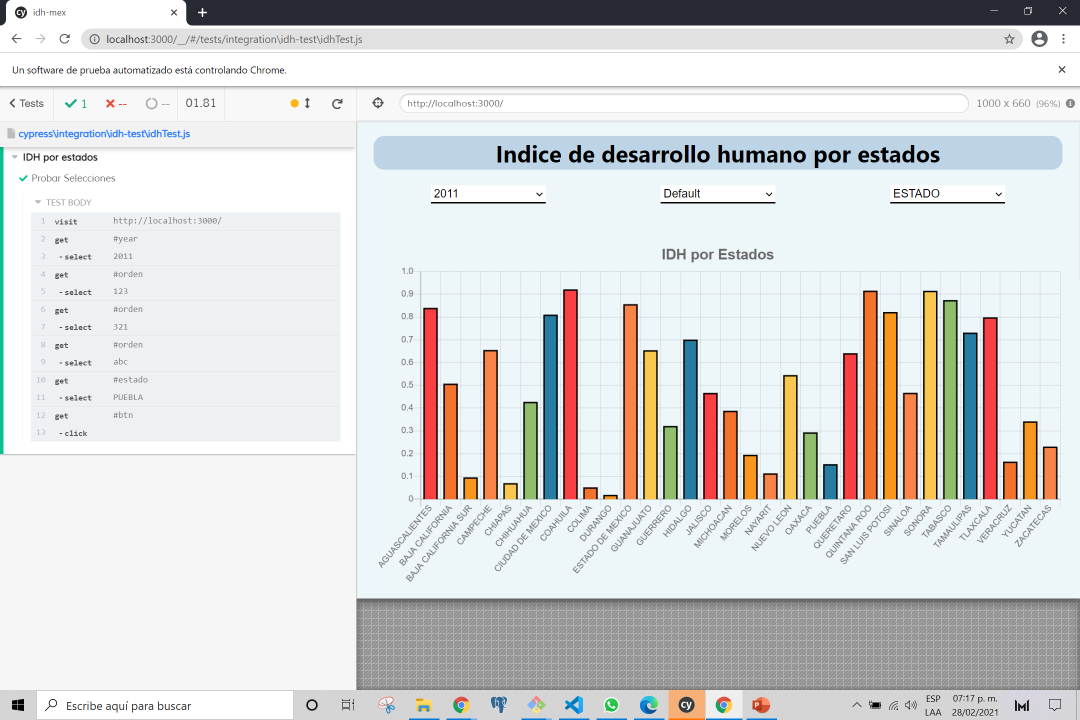 idh-mex
localhost:3000/__/#/tests/integration\idh-test\idhTest.js
Un software de prueba automatizado está controlando Chrome.
Tests
1
--
--
01.81
http://localhost:3000/
1000 x 660 (96%)
cypress\integration\idh-test\idhTest.js
IDH por estados
Probar Selecciones
TEST BODY
1 visit http://localhost:3000/
2 get #year
3 - select 2011
4 get #orden
5 - select 123
6 get #orden
7 - select 321
8 get #orden
9 - select abc
10 get #estado
11 - select PUEBLA
12 get #btn
13 - click
Indice de desarrollo humano por estados
2011
Default
ESTADO
IDH por Estados
1.0
0.9
0.8
0.7
0.6
0.5
0.4
0.3
0.2
0.1
0
AGUASCALIENTES
BAJA CALIFORNIA
BAJA CALIFORNIA SUR
CAMPECHE
CHIAPAS
CHIHUAHUA
CIUDAD DE MEXICO
COAHUILA
COLIMA
DURANGO
ESTADO DE MEXICO
GUANAJUATO
GUERRERO
HIDALGO
JALISCO
MICHOACAN
MORELOS
NAYARIT
NUEVO LEON
OAXACA
PUEBLA
QUERETARO
QUINTANA ROO
SAN LUIS POTOSI
SINALOA
SONORA
TABASCO
TAMAULIPAS
TLAXCALA
VERACRUZ
YUCATAN
ZACATECAS
Escribe aquí para buscar
ESP
LAA
07:17 p. m.
28/02/2021